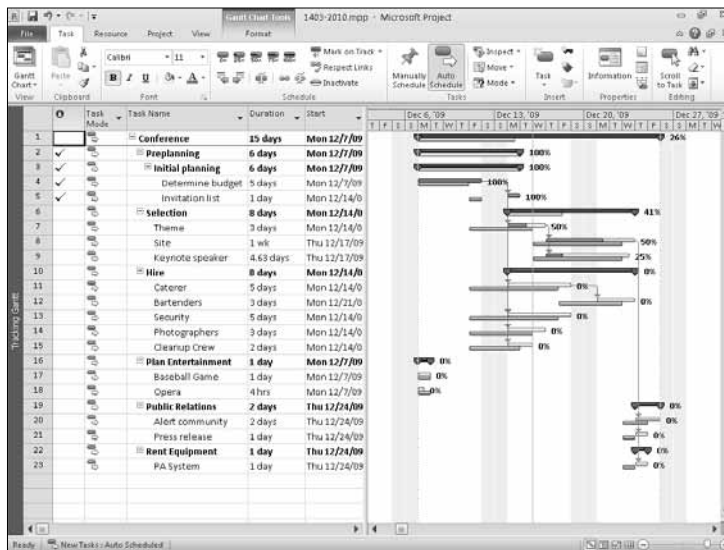 Gantt Chart Tools 1403-2010.mpp - Microsoft Project
File Task Resource Project View Format
Gantt Chart Paste Calibri 11 B I U A Mark on Track Respect Links Inactivate Manually Schedule Auto Schedule Inspect Move Mode Task Information Scroll to Task
View Clipboard Font Schedule Tasks Insert Properties Editing
Task Mode Task Name Duration Start Dec 6, '09 Dec 13, '09 Dec 20, '09 Dec 27, '09
T F S S M T W T F S S M T W T F S S M T W T F S S M T W
1 Conference 15 days Mon 12/7/09 26%
2 Preplanning 6 days Mon 12/7/09 100%
3 Initial planning 6 days Mon 12/7/09 100%
4 Determine budget 5 days Mon 12/7/09 100%
5 Invitation list 1 day Mon 12/7/0 100%
6 Selection 8 days Mon 12/14/0 41%
7 Theme 3 days Mon 12/14/0 50%
8 Site 1 wk Thu 12/17/09 50%
9 Keynote speaker 4.63 days Thu 12/17/09 25%
10 Hire 8 days Mon 12/14/0 0%
11 Caterer 5 days Mon 12/14/0 0%
12 Bartenders 3 days Mon 12/21/0 0%
13 Security 5 days Mon 12/14/0 0%
14 Photographers 3 days Mon 12/14/0 0%
15 Cleanup Crew 2 days Mon 12/14/0 0%
16 Plan Entertainment 1 day Mon 12/7/09 0%
17 Baseball Game 1 day Mon 12/7/09 0%
18 Opera 4 hrs Mon 12/7/09 0%
19 Public Relations 2 days Thu 12/24/09 0%
20 Alert community 2 days Thu 12/24/09 0%
21 Press release 1 day Thu 12/24/09 0%
22 Rent Equipment 1 day Thu 12/24/09 0%
23 PA System 1 day Thu 12/24/09 0%
Tracking Gantt
Ready New Tasks : Auto Scheduled